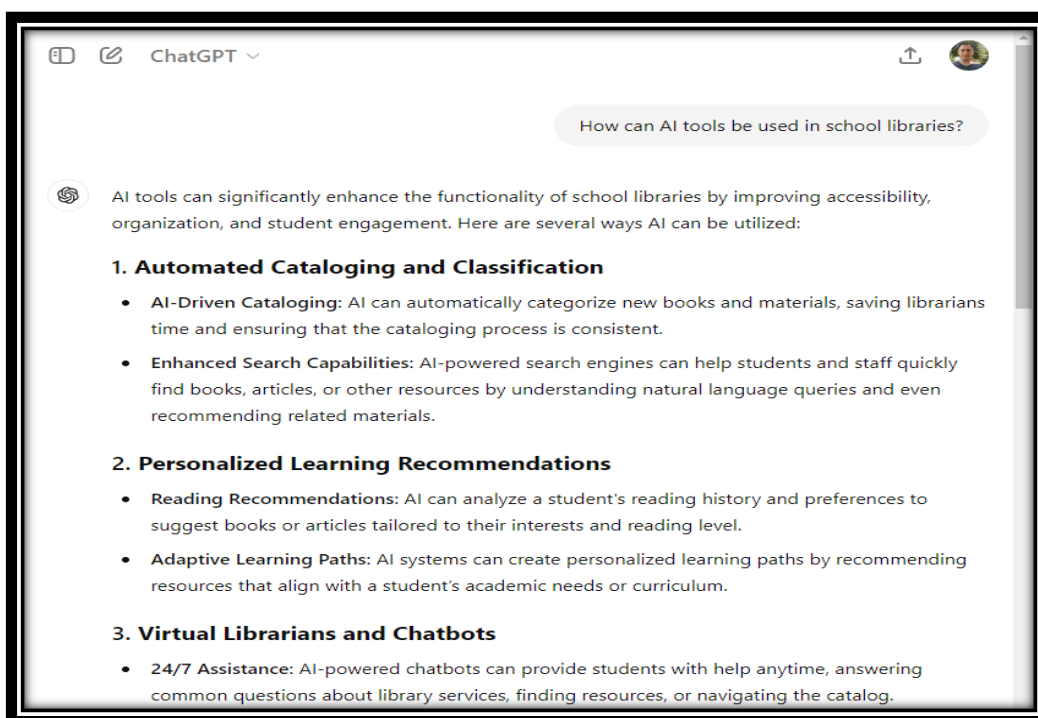 ChatGPT
How can AI tools be used in school libraries?
AI tools can significantly enhance the functionality of school libraries by improving accessibility,
organization, and student engagement. Here are several ways AI can be utilized:
1. Automated Cataloging and Classification
• AI-Driven Cataloging: AI can automatically categorize new books and materials, saving librarians
time and ensuring that the cataloging process is consistent.
• Enhanced Search Capabilities: AI-powered search engines can help students and staff quickly
find books, articles, or other resources by understanding natural language queries and even
recommending related materials.
2. Personalized Learning Recommendations
• Reading Recommendations: AI can analyze a student's reading history and preferences to
suggest books or articles tailored to their interests and reading level.
• Adaptive Learning Paths: AI systems can create personalized learning paths by recommending
resources that align with a student's academic needs or curriculum.
3. Virtual Librarians and Chatbots
• 24/7 Assistance: AI-powered chatbots can provide students with help anytime, answering
common questions about library services, finding resources, or navigating the catalog.